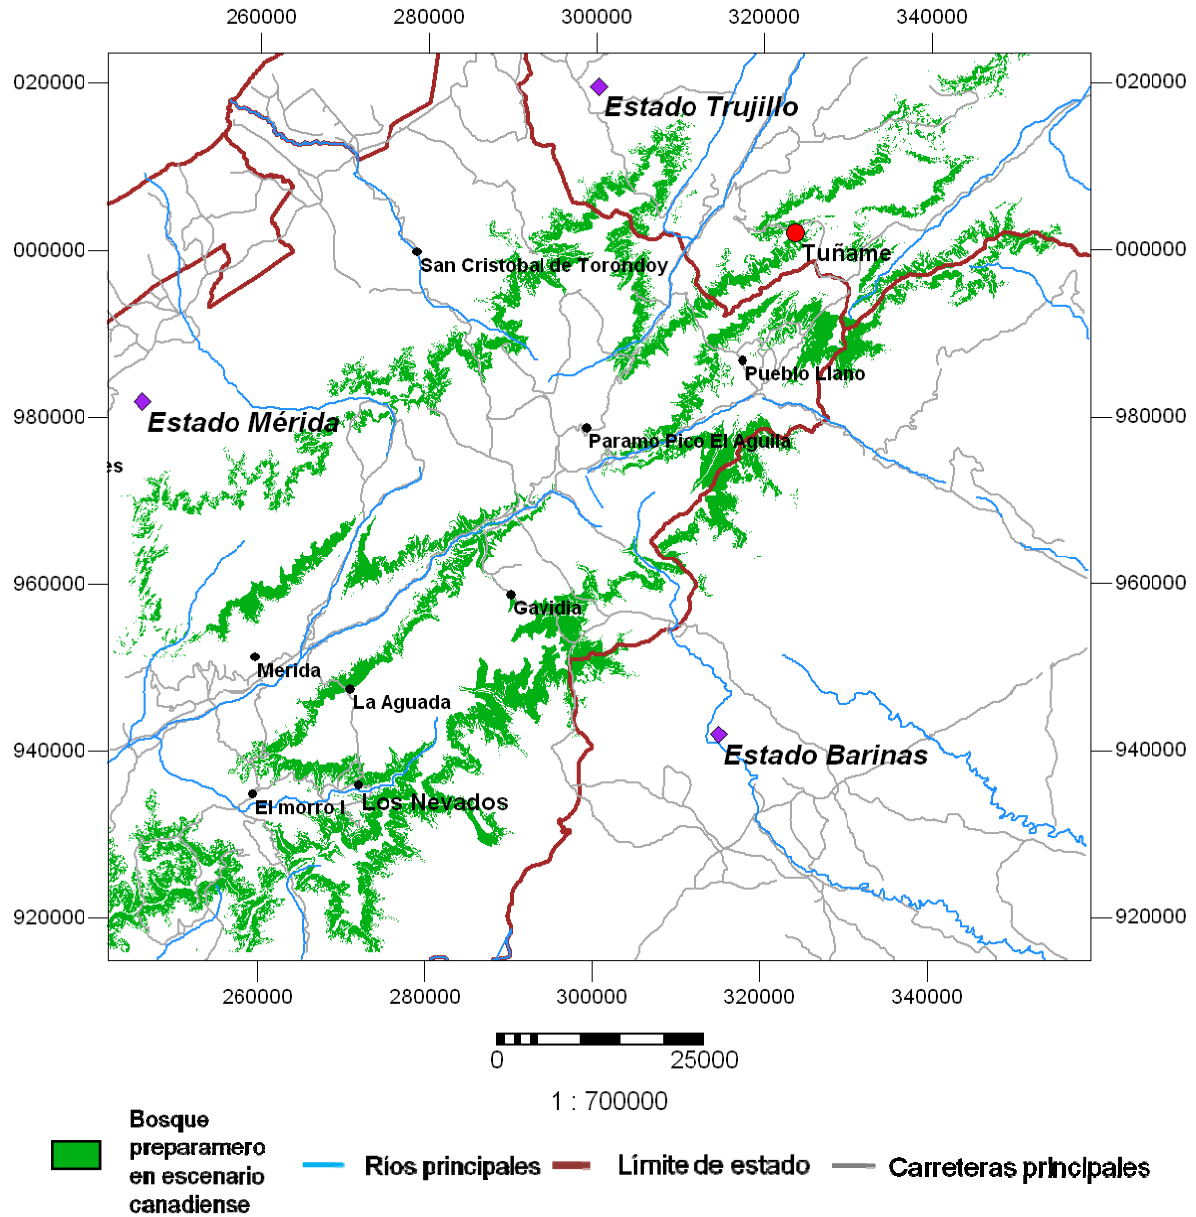 260000 280000 300000 320000 340000
020000 020000
Estado Trujillo
000000 000000
Tuñame
San Cristobal de Torondoy
Pueblo Llano
980000 980000
Estado Mérida
Paramo Pico El Aguila
es
960000 960000
Gavidia
Merida
La Aguada
940000 940000
Estado Barinas
El morro I
Los Nevados
920000 920000
260000 280000 300000 320000 340000
0 25000
1 : 700000
Bosque
preparamero
en escenario
canadiense
Ríos principales
Límite de estado
Carreteras principales